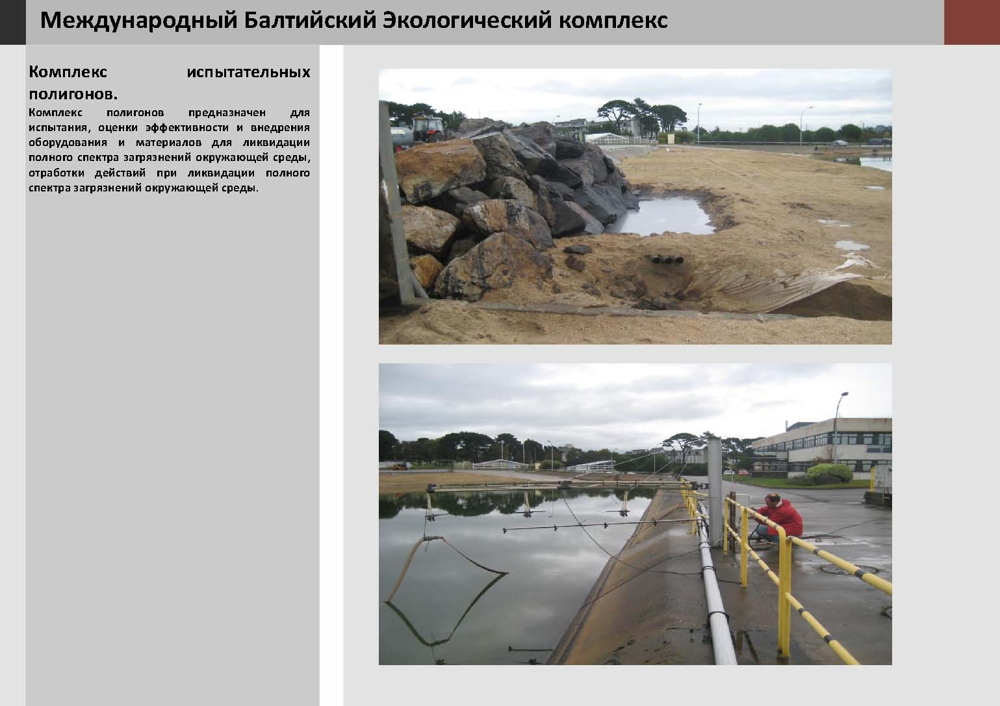 Международный Балтийский Экологический комплекс
Комплекс испытательных
полигонов.
Комплекс полигонов предназначен для
испытания, оценки эффективности и внедрения
оборудования и материалов для ликвидации
полного спектра загрязнений окружающей среды,
отработки действий при ликвидации полного
спектра загрязнений окружающей среды.